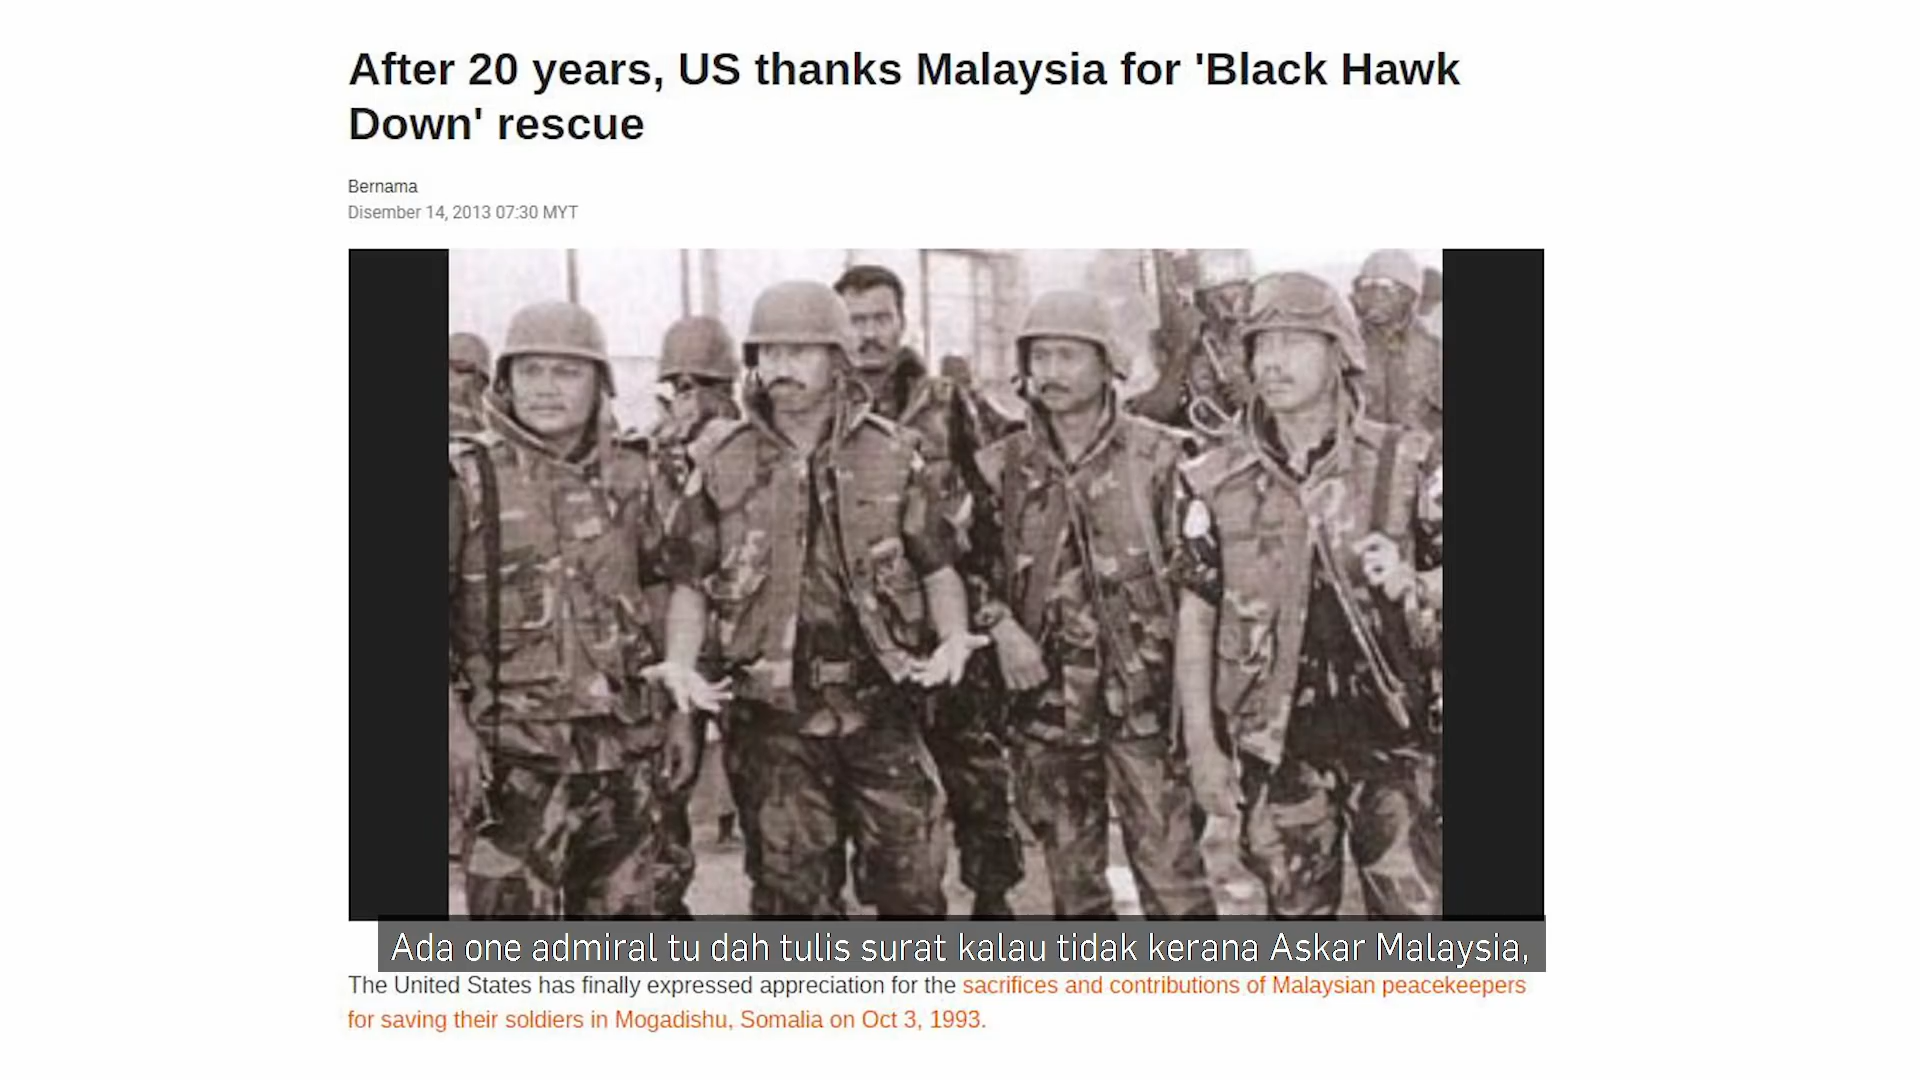 After 20 years, US thanks Malaysia for 'Black Hawk
Down' rescue
Bernama
Disember 14, 2013 07:30 MYT
Ada one admiral tu dah tulis surat kalau tidak kerana Askar Malaysia,
The United States has finally expressed appreciation for the sacrifices and contributions of Malaysian peacekeepers
for saving their soldiers in Mogadishu, Somalia on Oct 3, 1993.